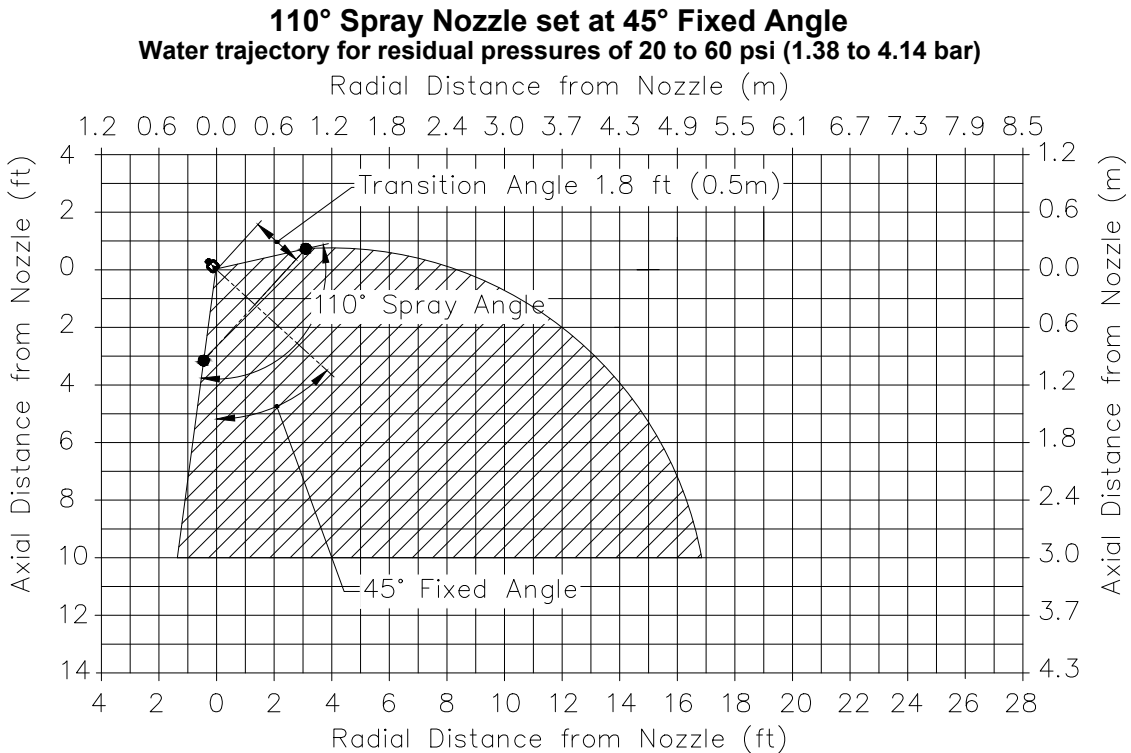 110° Spray Nozzle set at 45° Fixed Angle
Water trajectory for residual pressures of 20 to 60 psi (1.38 to 4.14 bar)
Radial Distance from Nozzle (m)
1.2 0.6 0.0 0.6 1.2 1.8 2.4 3.0 3.7 4.3 4.9 5.5 6.1 6.7 7.3 7.9 8.5
Axial Distance from Nozzle (ft)
4
2
0
2
4
6
8
10
12
14
Transition Angle 1.8 ft (0.5m)
110° Spray Angle
45° Fixed Angle
1.2
0.6
0.0
0.6
1.2
1.8
2.4
3.0
3.7
4.3
Axial Distance from Nozzle (m)
4 2 0 2 4 6 8 10 12 14 16 18 20 22 24 26 28
Radial Distance from Nozzle (ft)